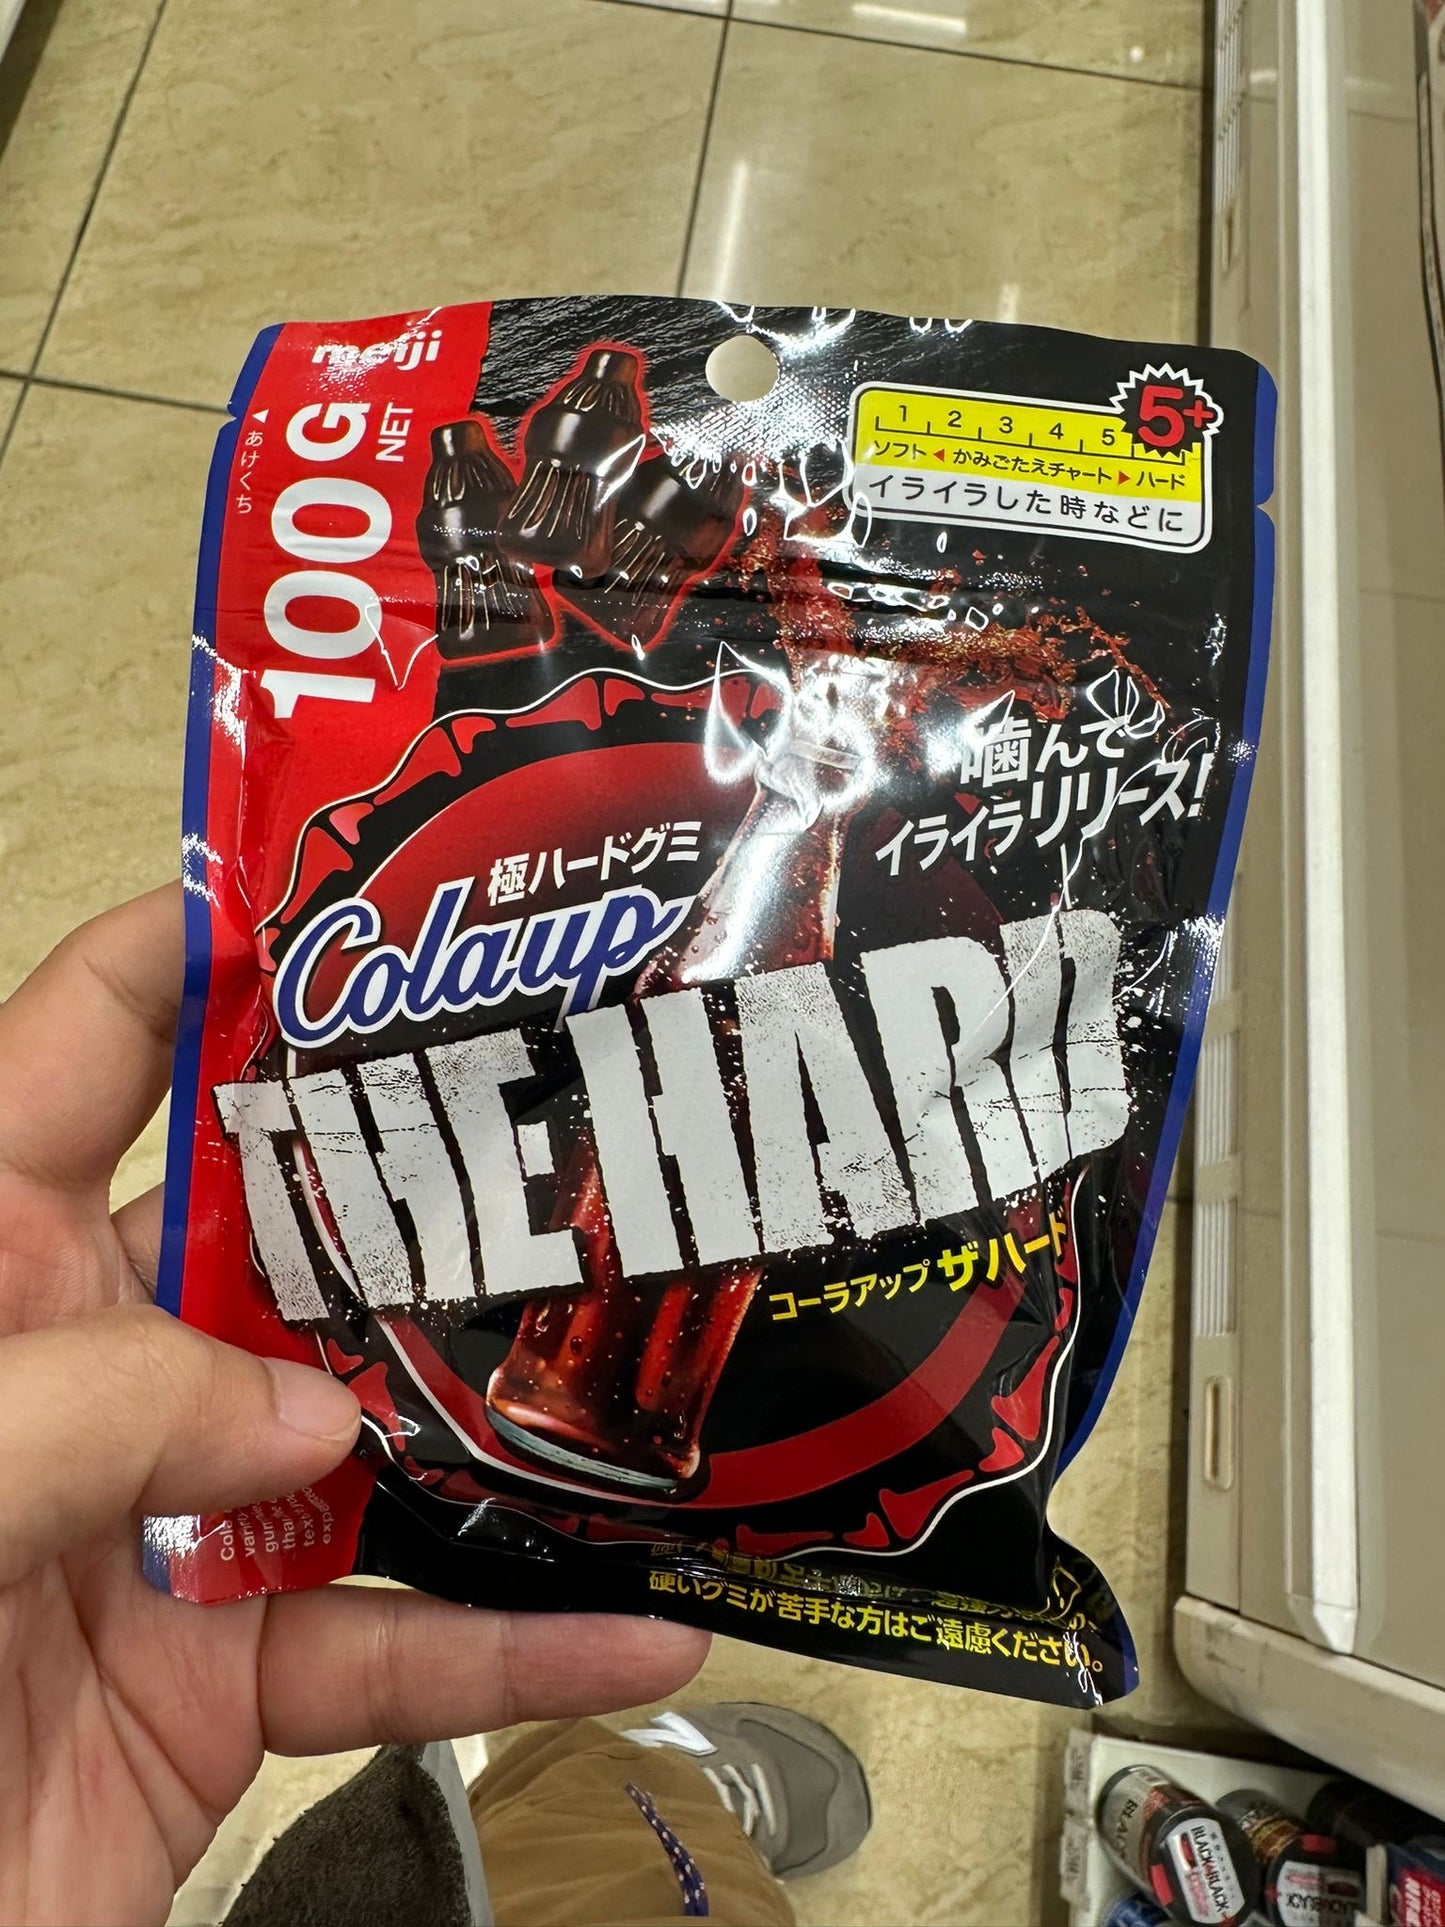 meiji
100G
NET
あけくち
1 2 3 4 5
5+
ソフト ◀ かみごたえチャート ▶ ハード
イライラした時などに
噛んで
イライラリリース!
極ハードグミ
Colaup
THE HARD
コーラアップ ザハード
硬いグミが苦手な方はご遠慮ください。
BLACK BLACK